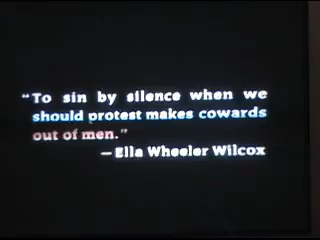 "To sin by silence when we
should protest makes cowards
out of men."
—Ella Wheeler Wilcox